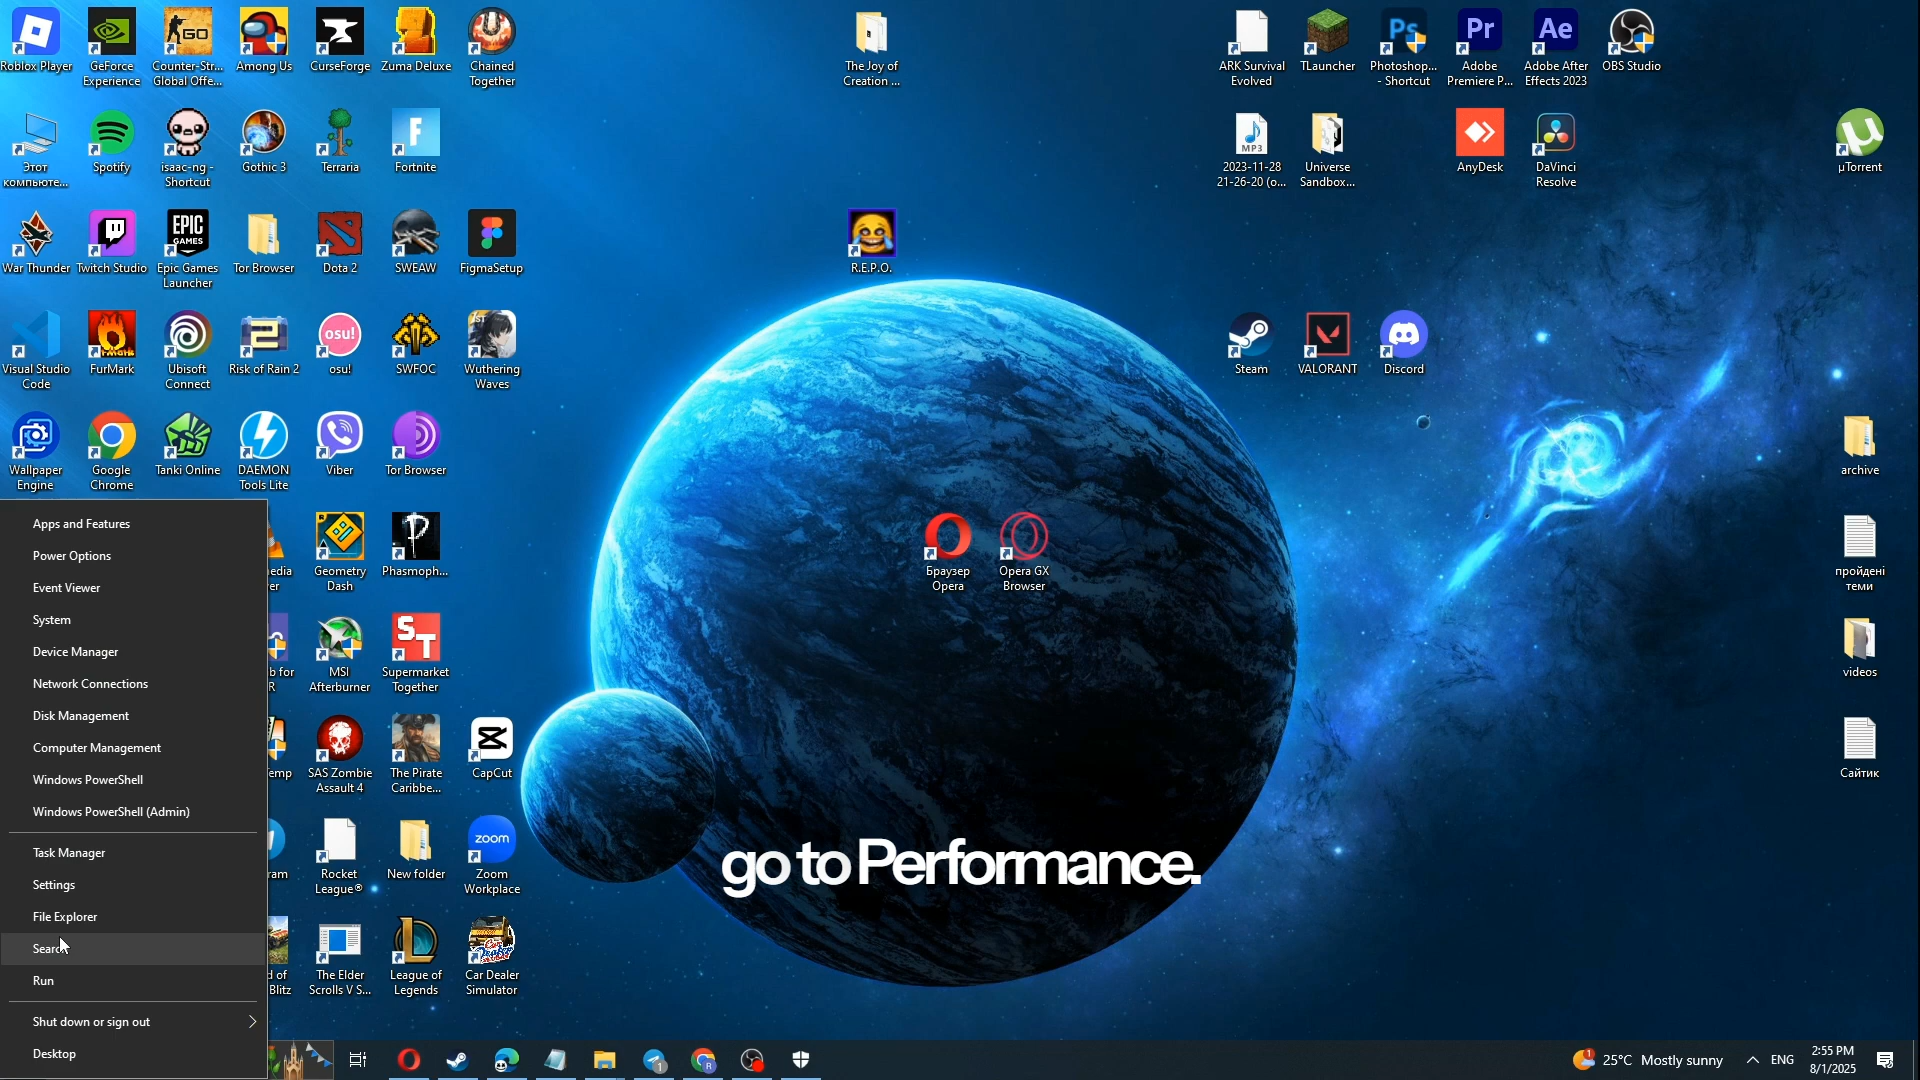 Roblox Player
GeForce
Experience
Counter-Str...
Global Offe...
Among Us
CurseForge
Zuma Deluxe
Chained
Together
The Joy of
Creation ...
ARK Survival
Evolved
TLauncher
Photoshop...
- Shortcut
Adobe
Premiere P...
Adobe After
Effects 2023
OBS Studio
Этот
компьюте...
Spotify
isaac-ng -
Shortcut
Gothic 3
Terraria
Fortnite
2023-11-28
21-26-20 (o...
Universe
Sandbox...
AnyDesk
DaVinci
Resolve
µTorrent
War Thunder
Twitch Studio
Epic Games
Launcher
Tor Browser
Dota 2
SWEAW
FigmaSetup
R.E.P.O.
Visual Studio
Code
FurMark
Ubisoft
Connect
Risk of Rain 2
osu!
SWFOC
Wuthering
Waves
Steam
VALORANT
Discord
Wallpaper
Engine
Google
Chrome
Tanki Online
DAEMON
Tools Lite
Viber
Tor Browser
archive
Geometry
Dash
Phasmoph...
Браузер
Opera
Opera GX
Browser
пройдені
теми
MSI
Afterburner
Supermarket
Together
videos
SAS Zombie
Assault 4
The Pirate
Caribbe...
CapCut
Сайтик
Rocket
League®
New folder
Zoom
Workplace
The Elder
Scrolls V S...
League of
Legends
Car Dealer
Simulator
Apps and Features
Power Options
Event Viewer
System
Device Manager
Network Connections
Disk Management
Computer Management
Windows PowerShell
Windows PowerShell (Admin)
Task Manager
Settings
File Explorer
Search
Run
Shut down or sign out
Desktop
go to Performance.
25°C Mostly sunny
ENG
2:55 PM
8/1/2025